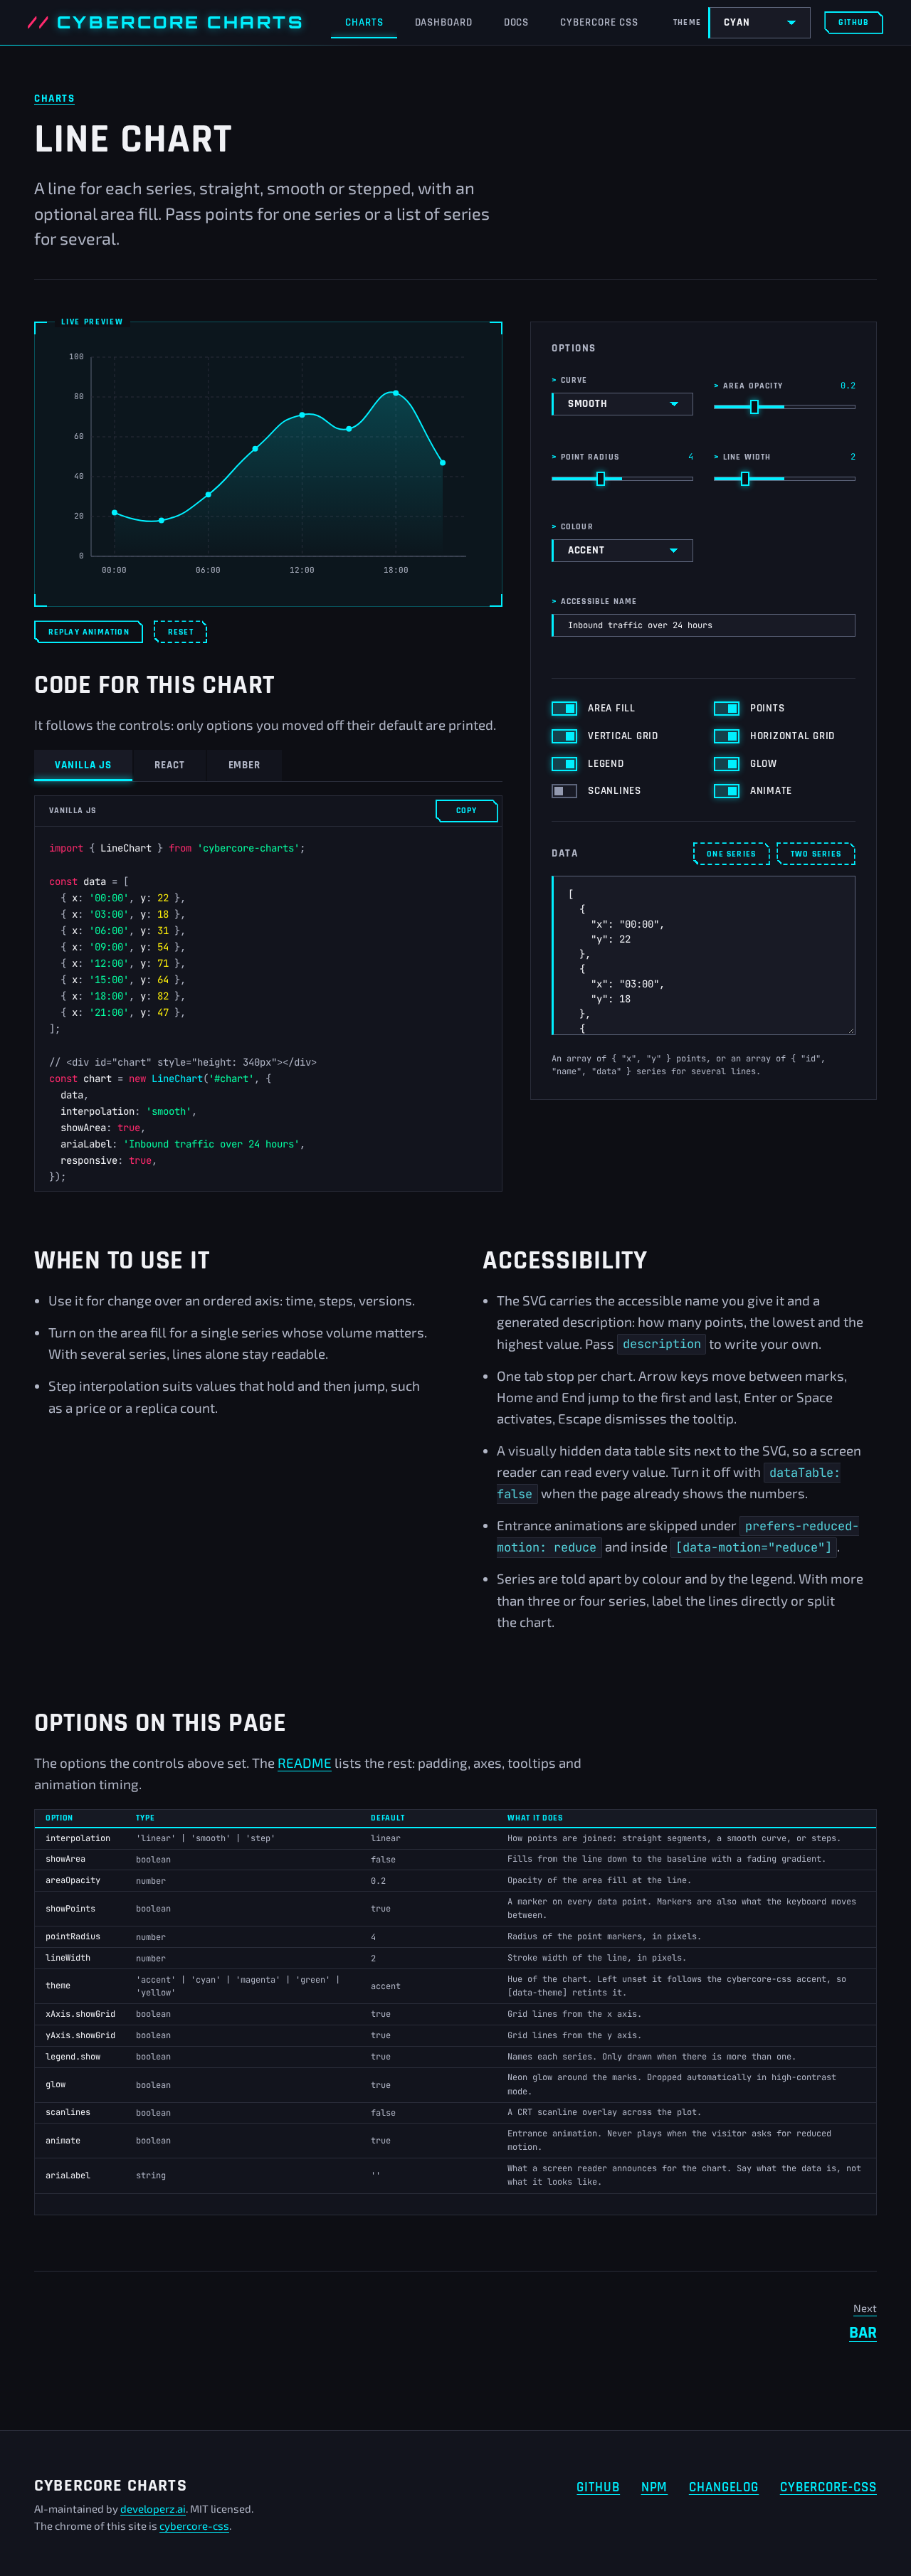 // CYBERCORE CHARTS
CHARTS DASHBOARD DOCS CYBERCORE CSS THEME CYAN GITHUB
CHARTS
LINE CHART
A line for each series, straight, smooth or stepped, with an
optional area fill. Pass points for one series or a list of series
for several.
LIVE PREVIEW
100
80
60
40
20
0
00:00 06:00 12:00 18:00
REPLAY ANIMATION RESET
OPTIONS
> CURVE
SMOOTH
> AREA OPACITY 0.2
> POINT RADIUS 4
> LINE WIDTH 2
> COLOUR
ACCENT
> ACCESSIBLE NAME
Inbound traffic over 24 hours
AREA FILL POINTS
VERTICAL GRID HORIZONTAL GRID
LEGEND GLOW
SCANLINES ANIMATE
DATA ONE SERIES TWO SERIES
[
{
"x": "00:00",
"y": 22
},
{
"x": "03:00",
"y": 18
},
{
An array of { "x", "y" } points, or an array of { "id",
"name", "data" } series for several lines.
CODE FOR THIS CHART
It follows the controls: only options you moved off their default are printed.
VANILLA JS REACT EMBER
VANILLA JS COPY
import { LineChart } from 'cybercore-charts';
const data = [
{ x: '00:00', y: 22 },
{ x: '03:00', y: 18 },
{ x: '06:00', y: 31 },
{ x: '09:00', y: 54 },
{ x: '12:00', y: 71 },
{ x: '15:00', y: 64 },
{ x: '18:00', y: 82 },
{ x: '21:00', y: 47 },
];
// <div id="chart" style="height: 340px"></div>
const chart = new LineChart('#chart', {
data,
interpolation: 'smooth',
showArea: true,
ariaLabel: 'Inbound traffic over 24 hours',
responsive: true,
});
WHEN TO USE IT
• Use it for change over an ordered axis: time, steps, versions.
• Turn on the area fill for a single series whose volume matters.
With several series, lines alone stay readable.
• Step interpolation suits values that hold and then jump, such
as a price or a replica count.
ACCESSIBILITY
• The SVG carries the accessible name you give it and a
generated description: how many points, the lowest and the
highest value. Pass description to write your own.
• One tab stop per chart. Arrow keys move between marks,
Home and End jump to the first and last, Enter or Space
activates, Escape dismisses the tooltip.
• A visually hidden data table sits next to the SVG, so a screen
reader can read every value. Turn it off with dataTable:
false when the page already shows the numbers.
• Entrance animations are skipped under prefers-reduced-
motion: reduce and inside [data-motion="reduce"].
• Series are told apart by colour and by the legend. With more
than three or four series, label the lines directly or split
the chart.
OPTIONS ON THIS PAGE
The options the controls above set. The README lists the rest: padding, axes, tooltips and
animation timing.
OPTION TYPE DEFAULT WHAT IT DOES
interpolation 'linear' | 'smooth' | 'step' linear How points are joined: straight segments, a smooth curve, or steps.
showArea boolean false Fills from the line down to the baseline with a fading gradient.
areaOpacity number 0.2 Opacity of the area fill at the line.
showPoints boolean true A marker on every data point. Markers are also what the keyboard moves
between.
pointRadius number 4 Radius of the point markers, in pixels.
lineWidth number 2 Stroke width of the line, in pixels.
theme 'accent' | 'cyan' | 'magenta' | 'green' |
'yellow' accent Hue of the chart. Left unset it follows the cybercore-css accent, so
[data-theme] retints it.
xAxis.showGrid boolean true Grid lines from the x axis.
yAxis.showGrid boolean true Grid lines from the y axis.
legend.show boolean true Names each series. Only drawn when there is more than one.
glow boolean true Neon glow around the marks. Dropped automatically in high-contrast
mode.
scanlines boolean false A CRT scanline overlay across the plot.
animate boolean true Entrance animation. Never plays when the visitor asks for reduced
motion.
ariaLabel string '' What a screen reader announces for the chart. Say what the data is, not
what it looks like.
Next
BAR
CYBERCORE CHARTS
AI-maintained by developerz.ai. MIT licensed.
The chrome of this site is cybercore-css.
GITHUB NPM CHANGELOG CYBERCORE-CSS